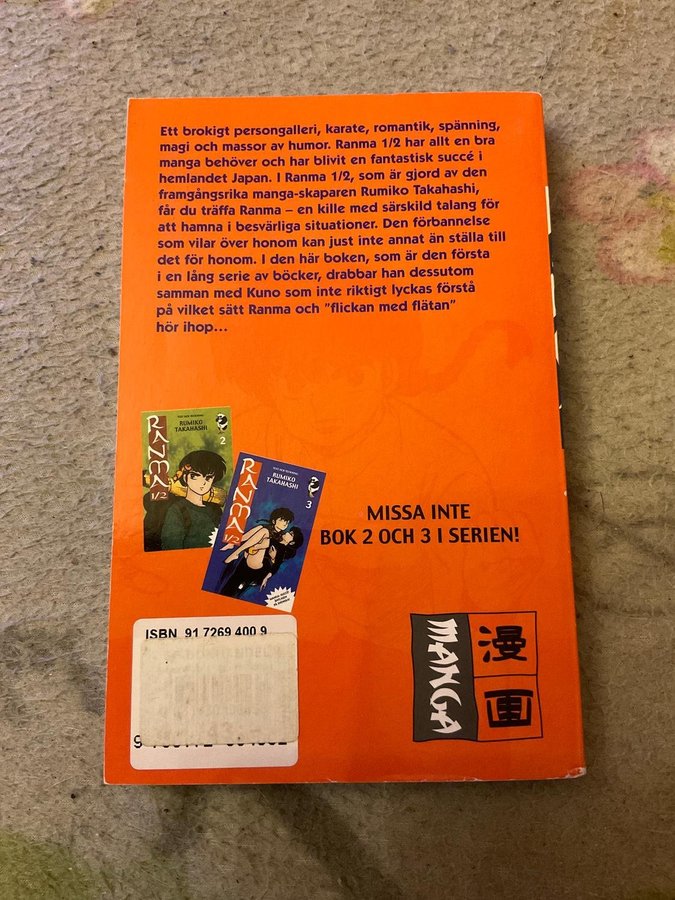 Ett brokigt persongalleri, karate, romantik, spänning,
magi och massor av humor. Ranma 1/2 har allt en bra
manga behöver och har blivit en fantastisk succé i
hemlandet Japan. I Ranma 1/2, som är gjord av den
framgångsrika manga-skaparen Rumiko Takahashi,
får du träffa Ranma – en kille med särskild talang för
att hamna i besvärliga situationer. Den förbannelse
som vilar över honom kan just inte annat än ställa till
det för honom. I den här boken, som är den första
i en lång serie av böcker, drabbar han dessutom
samman med Kuno som inte riktigt lyckas förstå
på vilket sätt Ranma och ”flickan med flätan”
hör ihop...
RUMIKO
TAKAHASHI
2
RANMA
1/2
RUMIKO
TAKAHASHI
3
RANMA
1/2
MISSA INTE
BOK 2 OCH 3 I SERIEN!
ISBN 91 7269 400 9
MANGA
漫
画